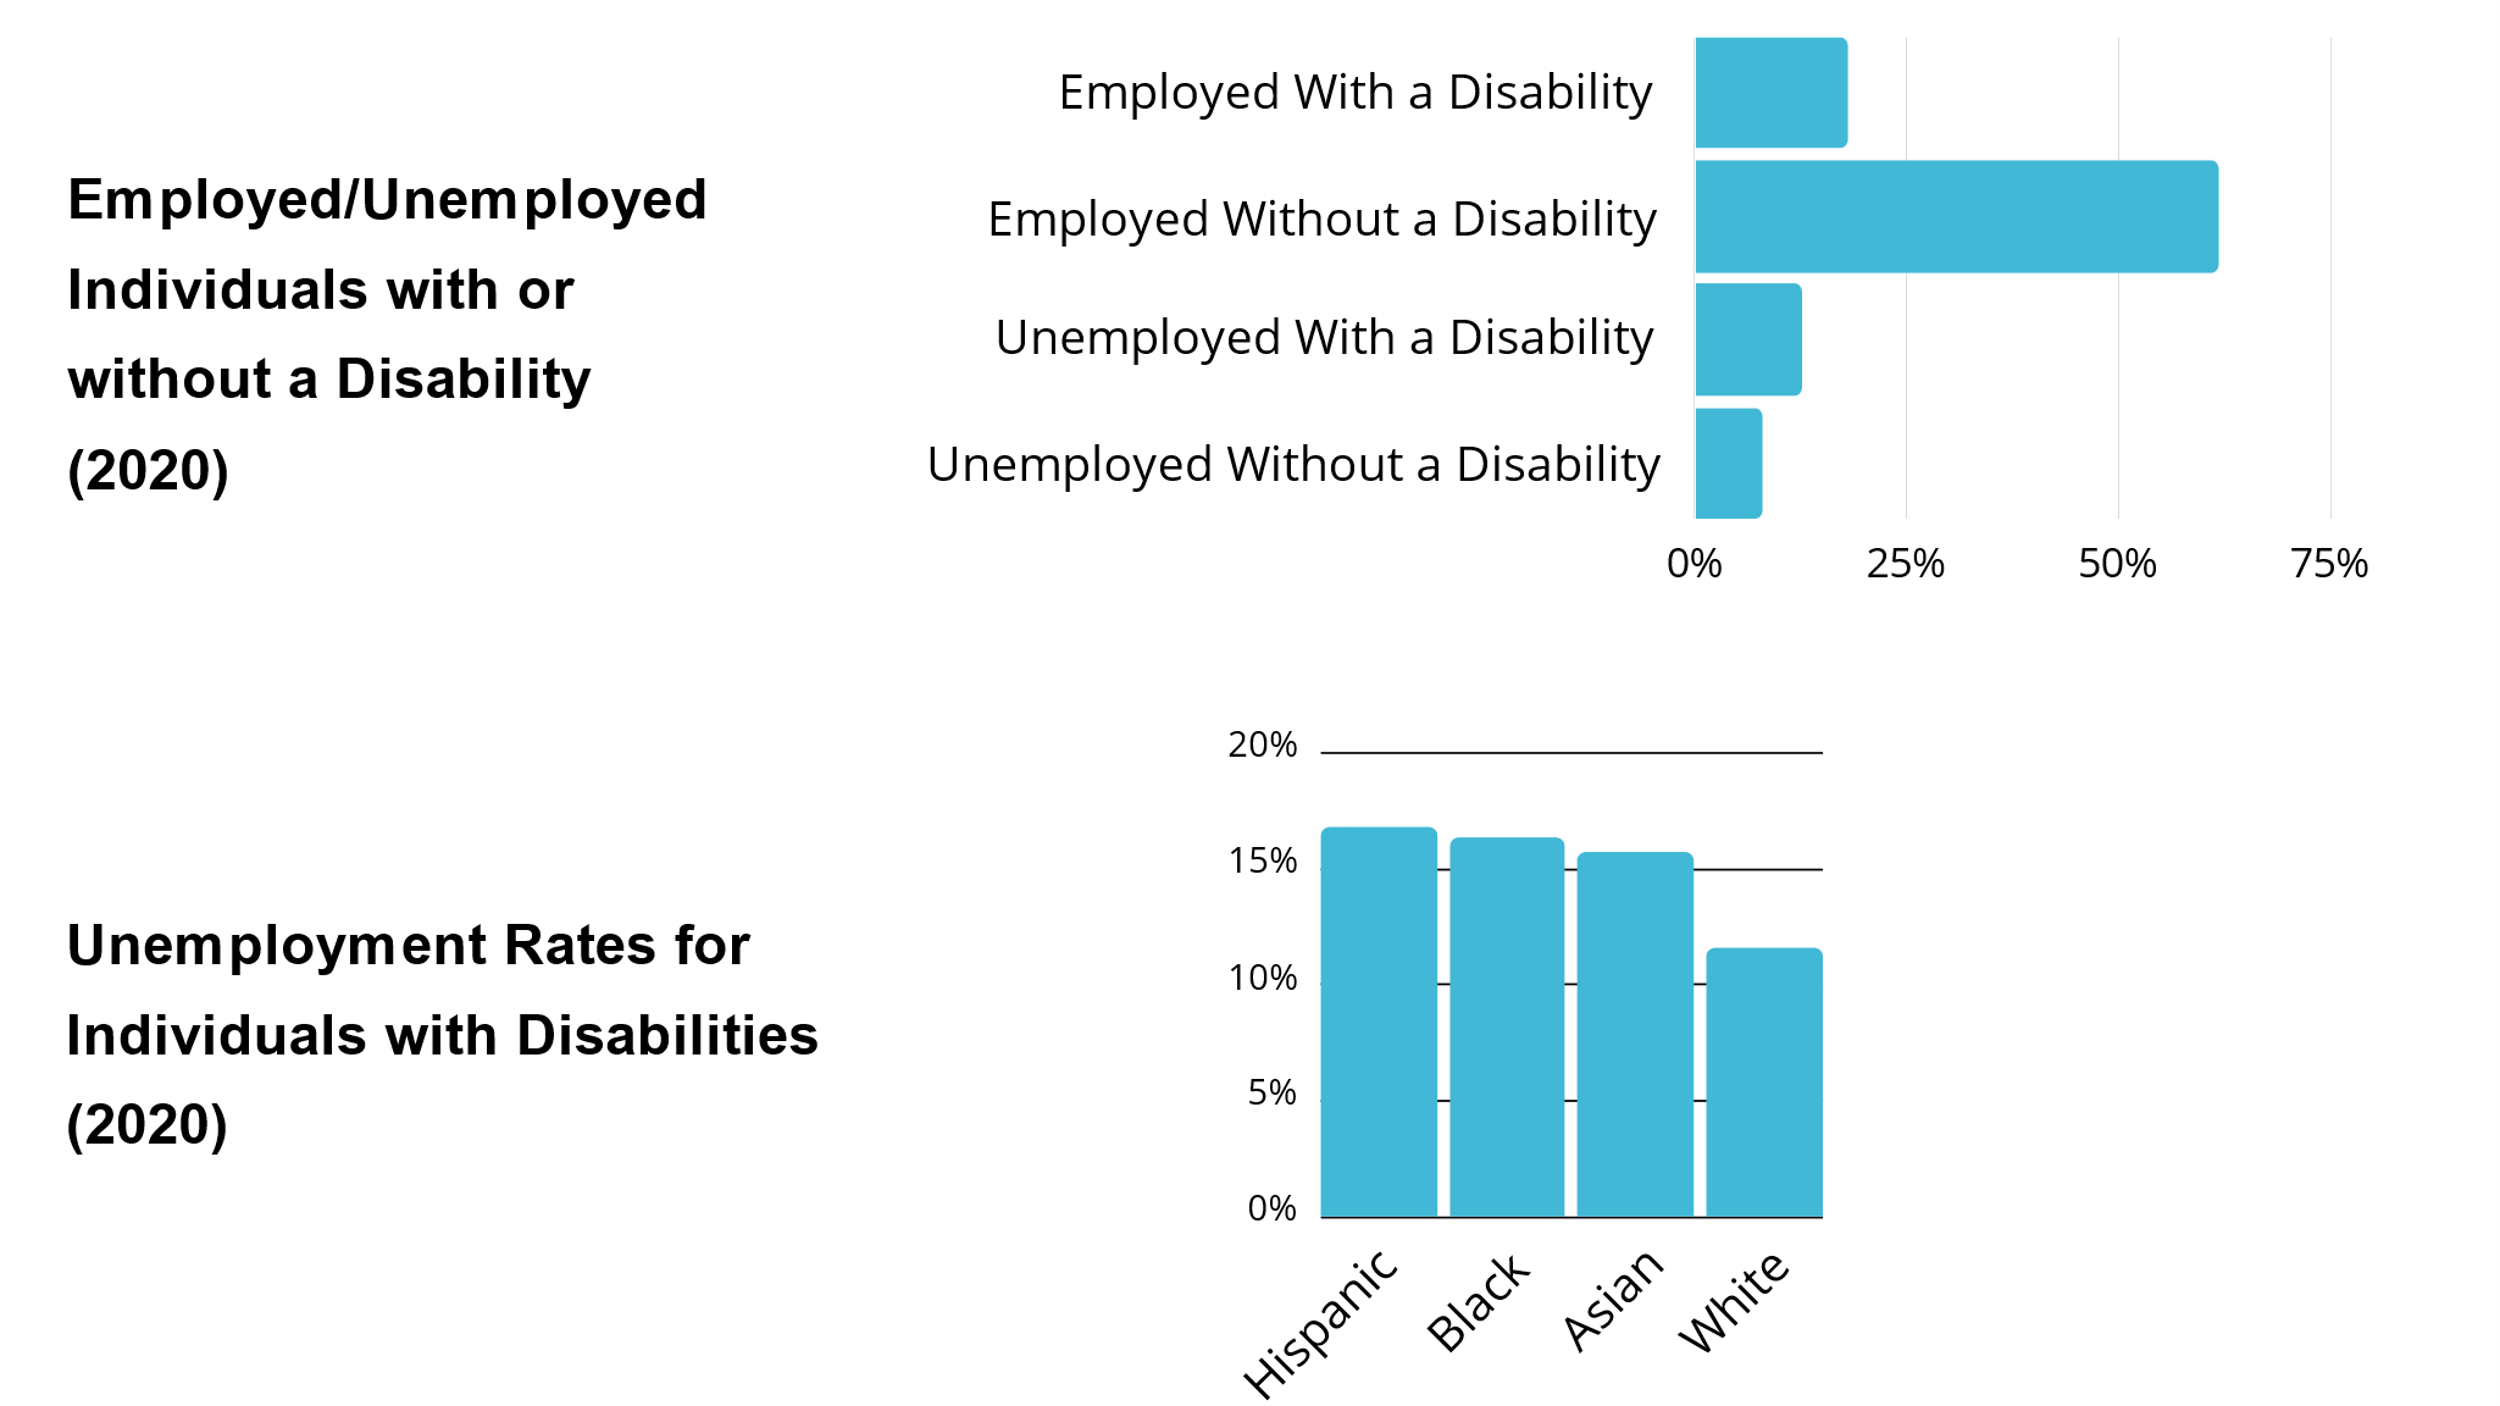 Employed/Unemployed
Individuals with or
without a Disability
(2020)
Employed With a Disability
Employed Without a Disability
Unemployed With a Disability
Unemployed Without a Disability
0% 25% 50% 75%
Unemployment Rates for
Individuals with Disabilities
(2020)
20%
15%
10%
5%
0%
Hispanic Black Asian White